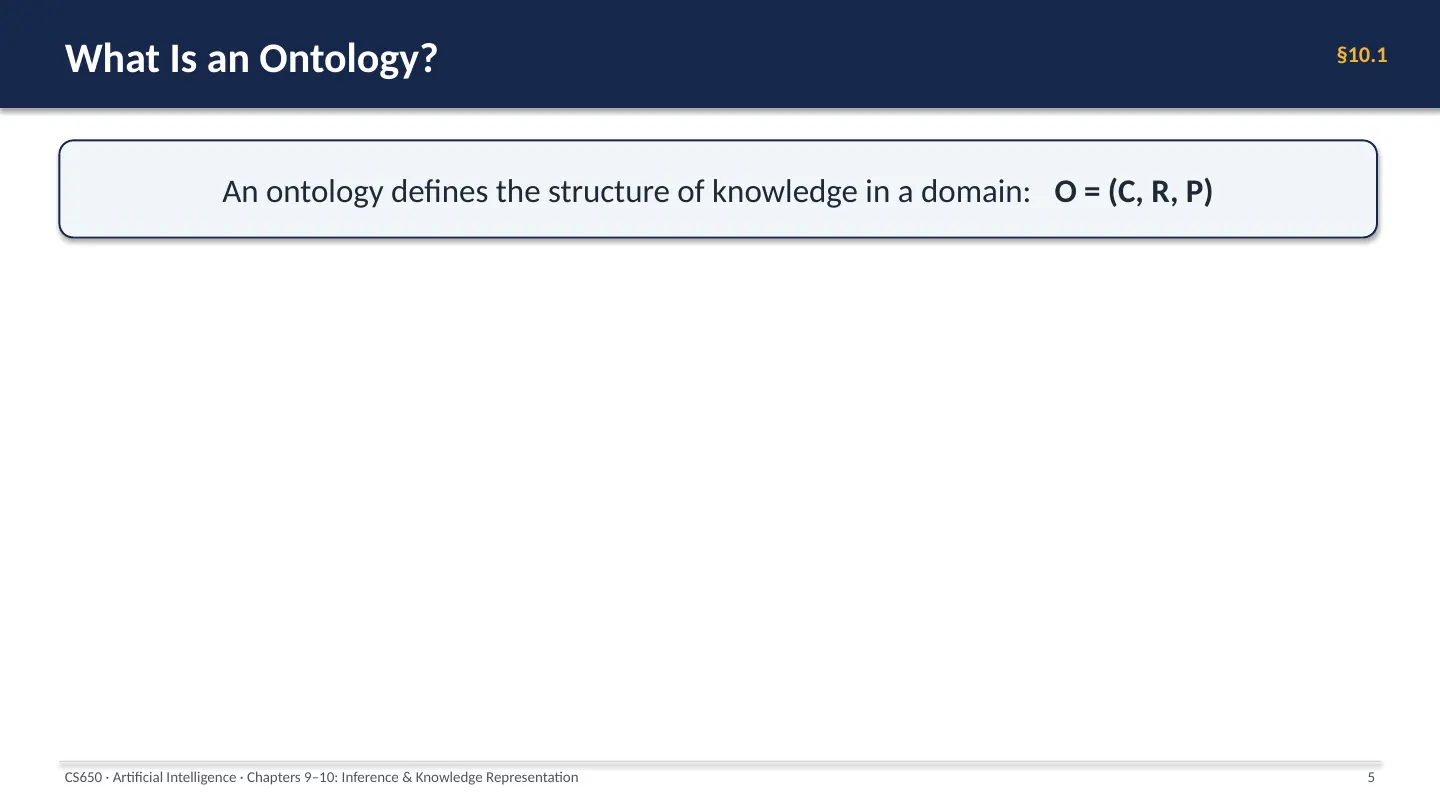 What Is an Ontology?
§10.1
An ontology defines the structure of knowledge in a domain: O = (C, R, P)
CS650 · Artificial Intelligence · Chapters 9–10: Inference & Knowledge Representation
5